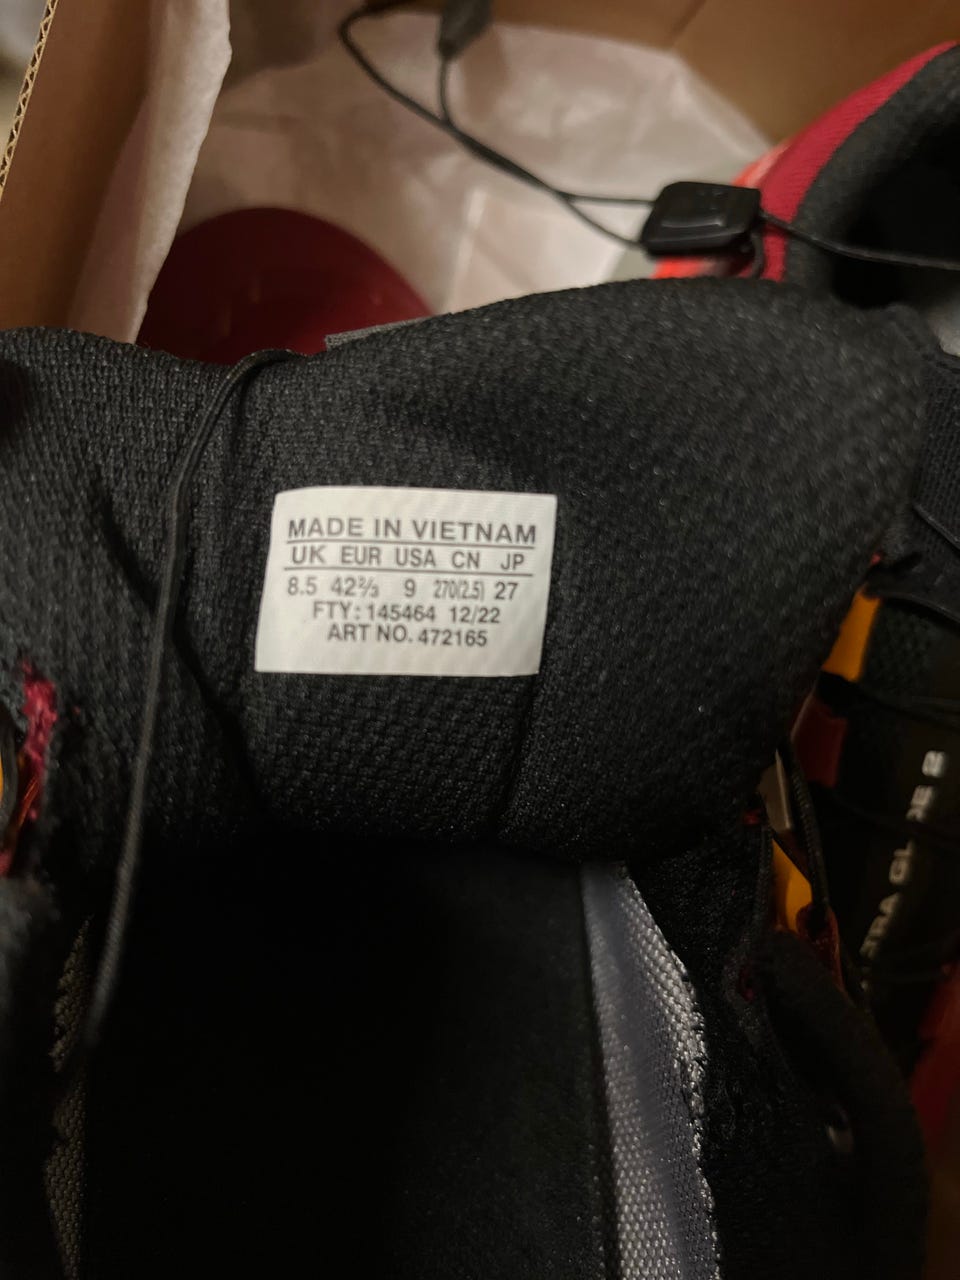 MADE IN VIETNAM
UK EUR USA CN JP
8.5 42⅔ 9 270(2.5) 27
FTY: 145464 12/22
ART NO. 472165